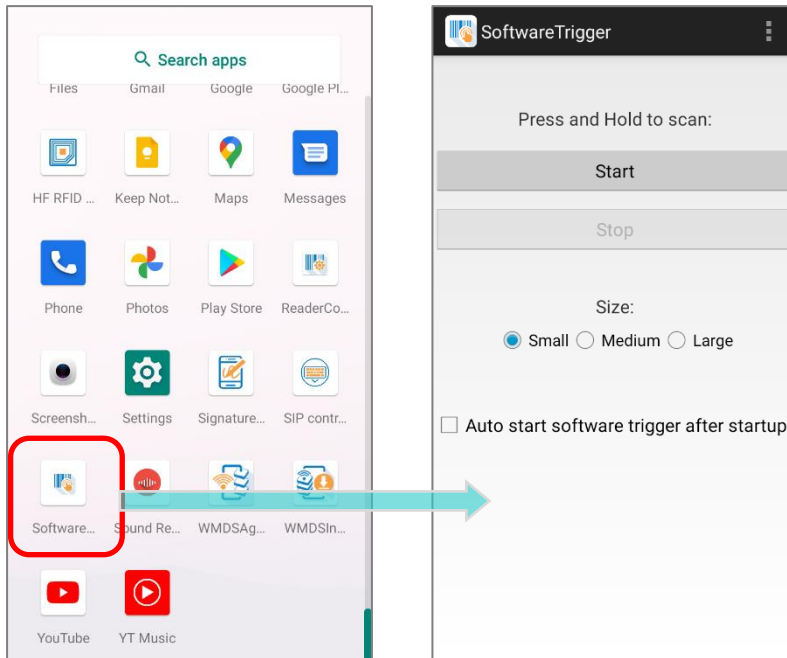 Search apps
Files Gmail Google Google Pl...
HF RFID ... Keep Not... Maps Messages
Phone Photos Play Store ReaderCo...
Screensh... Settings Signature... SIP contr...
Software... Sound Re... WMDSAg... WMDSIn...
YouTube YT Music
SoftwareTrigger
Press and Hold to scan:
Start
Stop
Size:
Small Medium Large
Auto start software trigger after startup